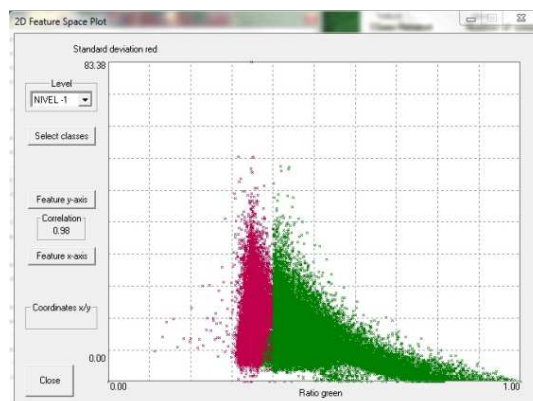 2D Feature Space Plot
Standard deviation red
83.38
Level
NIVEL -1
Select classes
Feature y-axis
Correlation
0.98
Feature x-axis
Coordinates x/y
0.00
Close
0.00
Ratio green
1.00